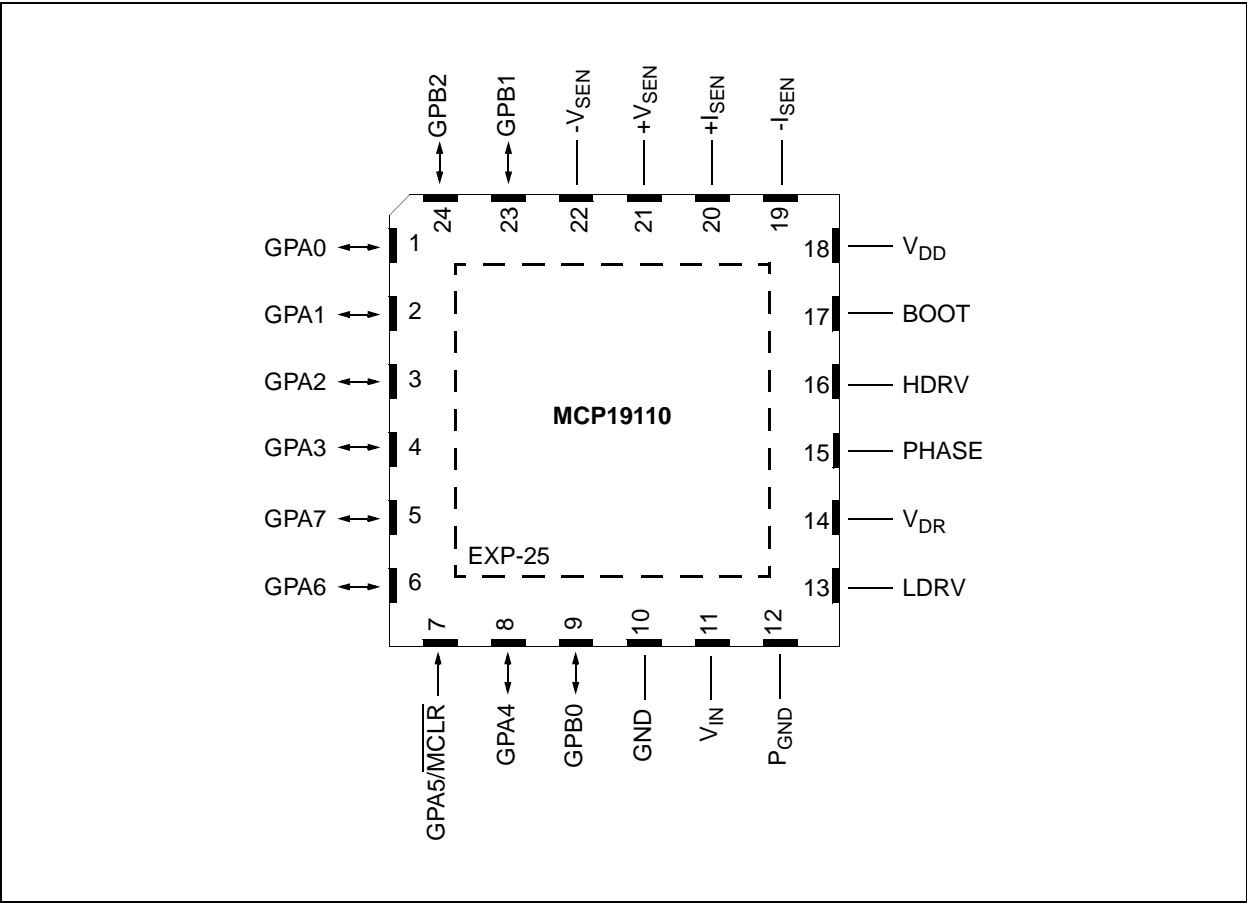 GPB2
GPB1
-VSEN
+VSEN
+ISEN
-ISEN
24
23
22
21
20
19
GPA0
1
18
VDD
GPA1
2
17
BOOT
GPA2
3
16
HDRV
MCP19110
GPA3
4
15
PHASE
GPA7
5
14
VDR
EXP-25
GPA6
6
13
LDRV
7
8
9
10
11
12
GPA5/MCLR
GPA4
GPB0
GND
VIN
PGND